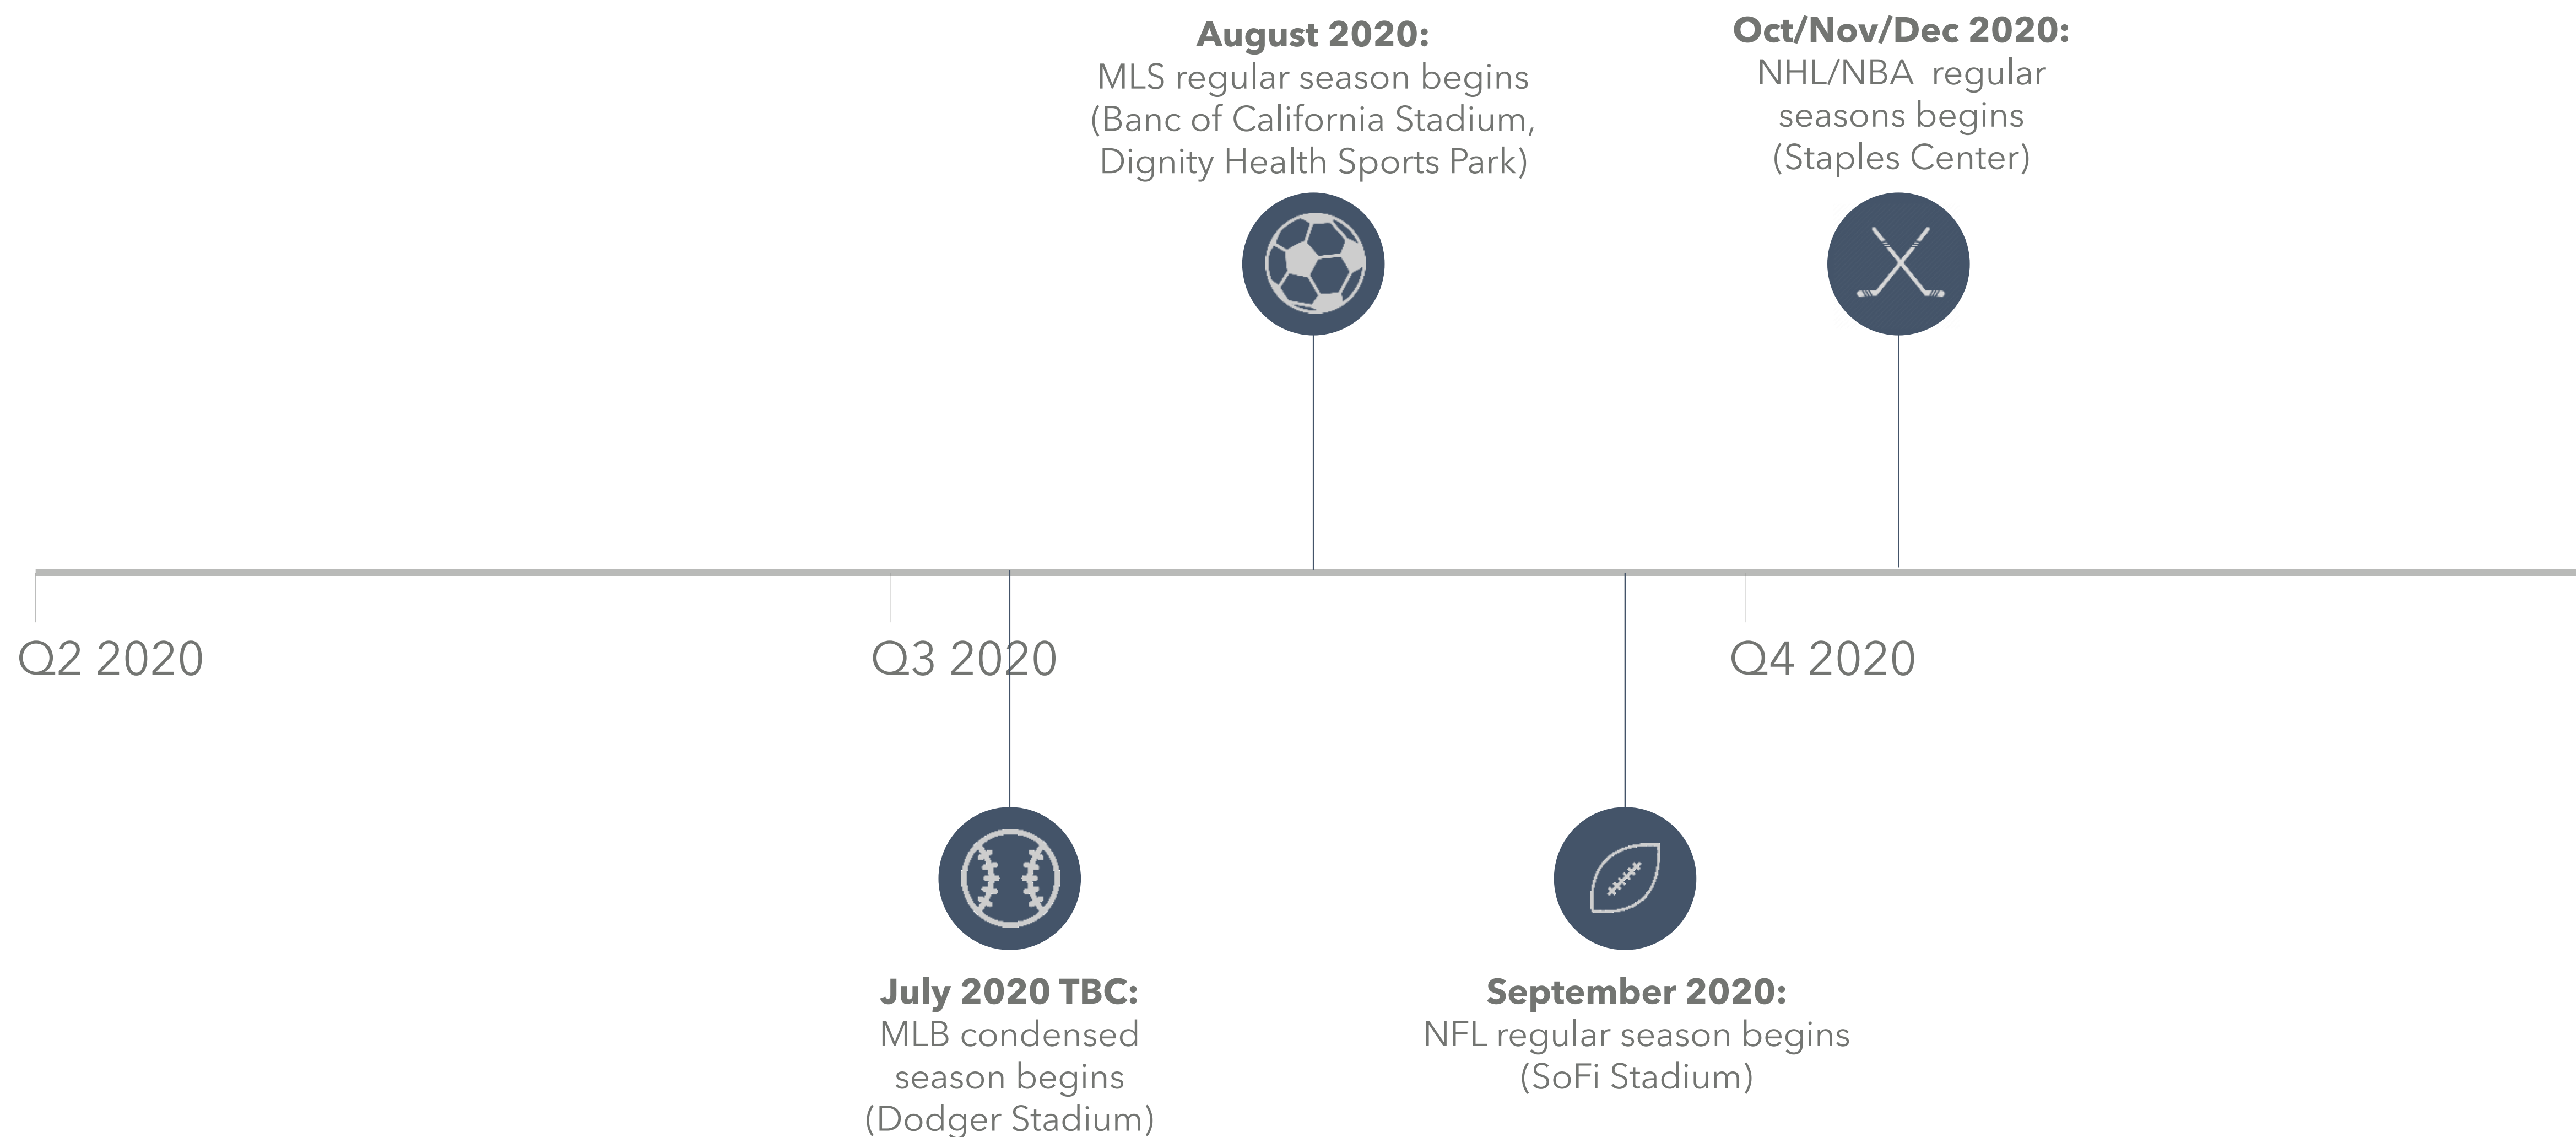 August 2020:
MLS regular season begins
(Banc of California Stadium,
Dignity Health Sports Park)
Oct/Nov/Dec 2020:
NHL/NBA  regular
seasons begins
(Staples Center)
Q2 2020
Q3 2020
Q4 2020
July 2020 TBC:
MLB condensed
season begins
(Dodger Stadium)
September 2020:
NFL regular season begins
(SoFi Stadium)